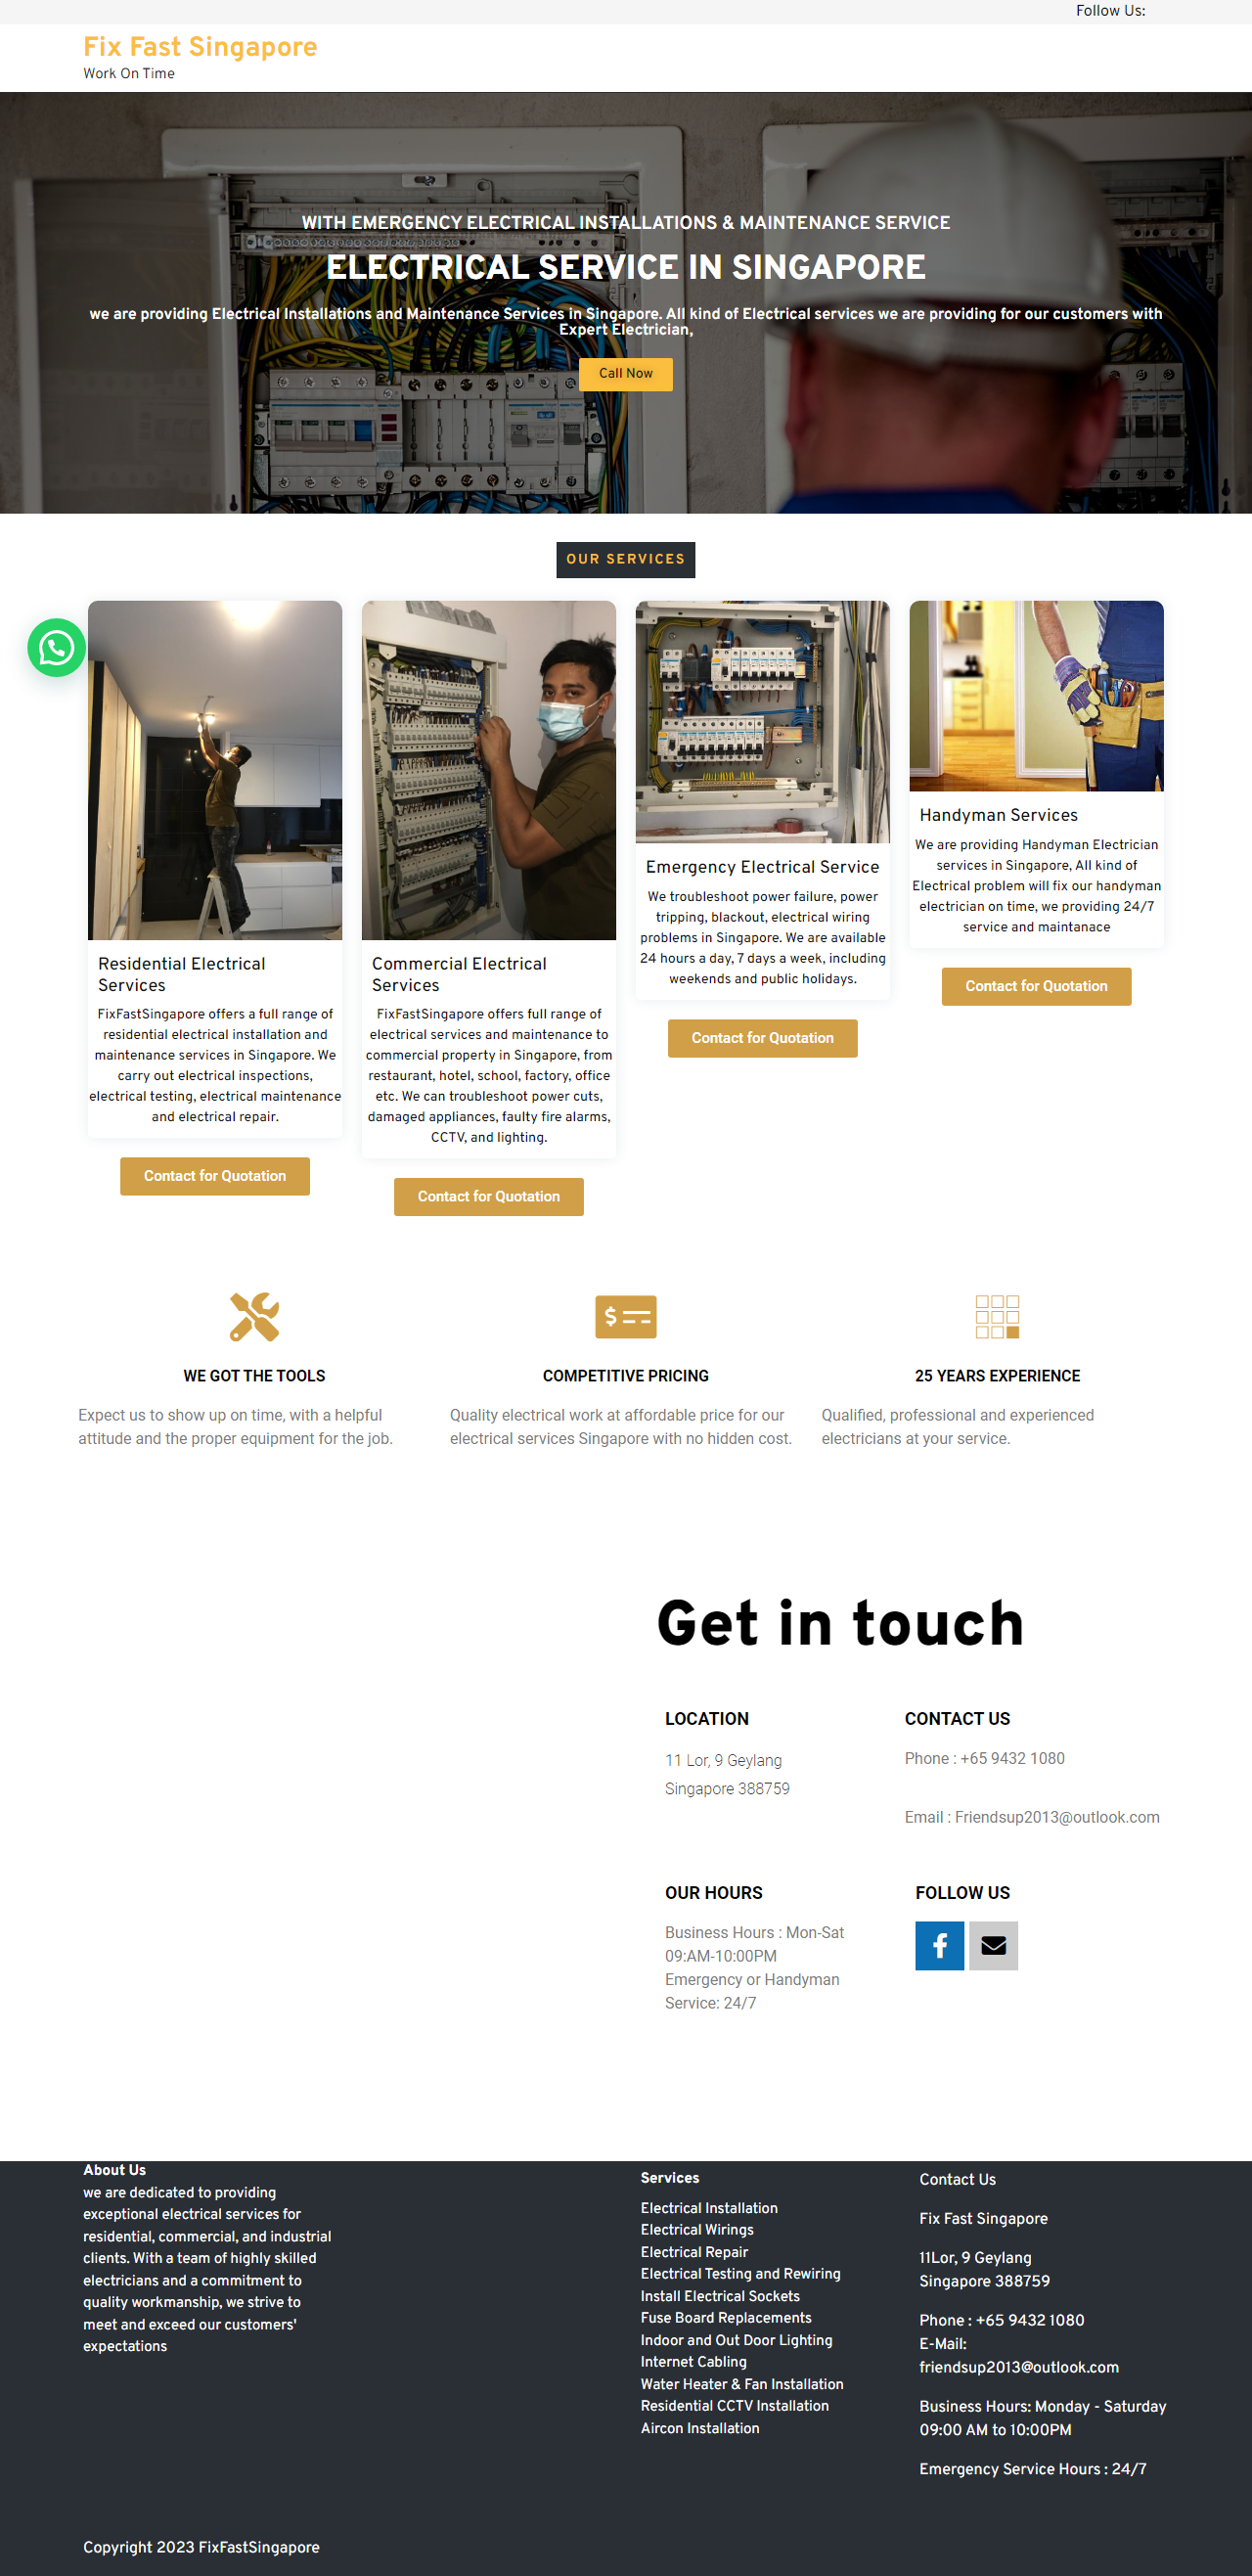 Follow Us:
Fix Fast Singapore
Work On Time
WITH EMERGENCY ELECTRICAL INSTALLATIONS & MAINTENANCE SERVICE
ELECTRICAL SERVICE IN SINGAPORE
we are providing Electrical Installations and Maintenance Services in Singapore. All kind of Electrical services we are providing for our customers with
Expert Electrician,
Call Now
OUR SERVICES
Residential Electrical
Services
FixFastSingapore offers a full range of
residential electrical installation and
maintenance services in Singapore. We
carry out electrical inspections,
electrical testing, electrical maintenance
and electrical repair.
Contact for Quotation
Commercial Electrical
Services
FixFastSingapore offers full range of
electrical services and maintenance to
commercial property in Singapore, from
restaurant, hotel, school, factory, office
etc. We can troubleshoot power cuts,
damaged appliances, faulty fire alarms,
CCTV, and lighting.
Contact for Quotation
Emergency Electrical Service
We troubleshoot power failure, power
tripping, blackout, electrical wiring
problems in Singapore. We are available
24 hours a day, 7 days a week, including
weekends and public holidays.
Contact for Quotation
Handyman Services
We are providing Handyman Electrician
services in Singapore, All kind of
Electrical problem will fix our handyman
electrician on time, we providing 24/7
service and maintanace
Contact for Quotation
WE GOT THE TOOLS
Expect us to show up on time, with a helpful
attitude and the proper equipment for the job.
COMPETITIVE PRICING
Quality electrical work at affordable price for our
electrical services Singapore with no hidden cost.
25 YEARS EXPERIENCE
Qualified, professional and experienced
electricians at your service.
Get in touch
LOCATION
11 Lor, 9 Geylang
Singapore 388759
CONTACT US
Phone : +65 9432 1080
Email : Friendsup2013@outlook.com
OUR HOURS
Business Hours : Mon-Sat
09:AM-10:00PM
Emergency or Handyman
Service: 24/7
FOLLOW US
About Us
we are dedicated to providing
exceptional electrical services for
residential, commercial, and industrial
clients. With a team of highly skilled
electricians and a commitment to
quality workmanship, we strive to
meet and exceed our customers'
expectations
Services
Electrical Installation
Electrical Wirings
Electrical Repair
Electrical Testing and Rewiring
Install Electrical Sockets
Fuse Board Replacements
Indoor and Out Door Lighting
Internet Cabling
Water Heater & Fan Installation
Residential CCTV Installation
Aircon Installation
Contact Us
Fix Fast Singapore
11Lor, 9 Geylang
Singapore 388759
Phone : +65 9432 1080
E-Mail:
friendsup2013@outlook.com
Business Hours: Monday - Saturday
09:00 AM to 10:00PM
Emergency Service Hours : 24/7
Copyright 2023 FixFastSingapore